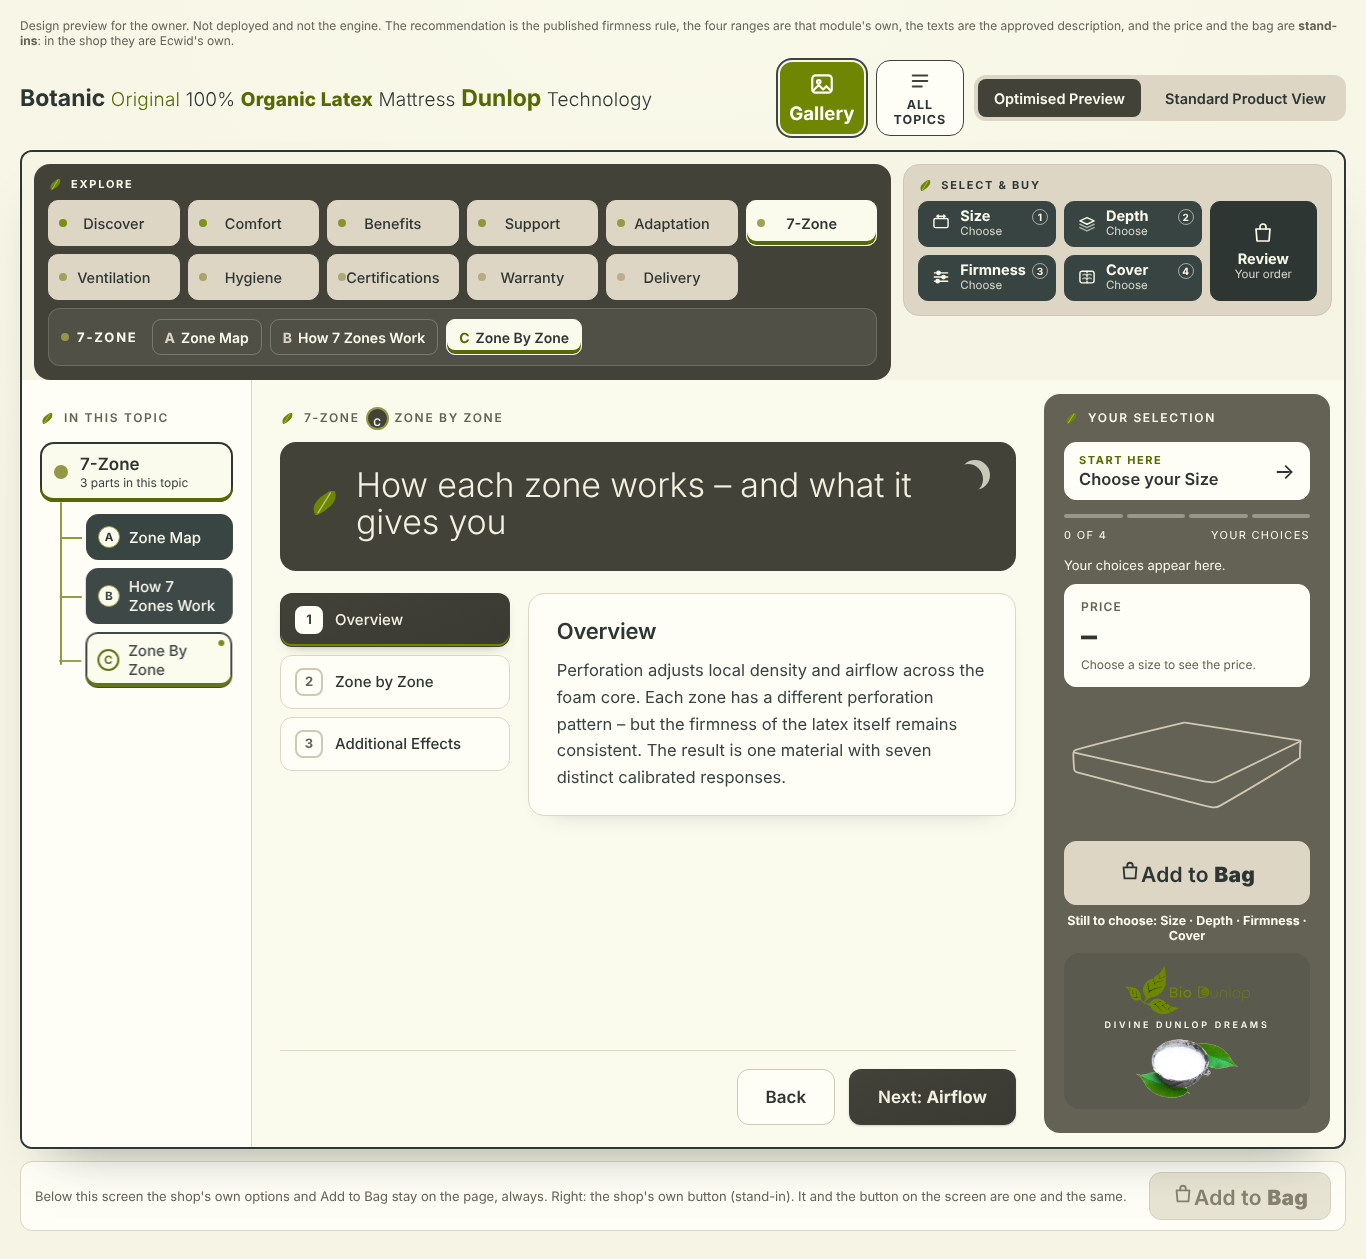 Design preview for the owner. Not deployed and not the engine. The recommendation is the published firmness rule, the four ranges are that module's own, the texts are the approved description, and the price and the bag are stand-
ins: in the shop they are Ecwid's own.
Botanic Original 100% Organic Latex Mattress Dunlop Technology
Gallery
ALL
TOPICS
Optimised Preview
Standard Product View
EXPLORE
Discover
Comfort
Benefits
Support
Adaptation
7-Zone
Ventilation
Hygiene
Certifications
Warranty
Delivery
7-ZONE
A Zone Map
B How 7 Zones Work
C Zone By Zone
SELECT & BUY
Size 1
Choose
Depth 2
Choose
Firmness 3
Choose
Cover 4
Choose
Review
Your order
IN THIS TOPIC
7-Zone
3 parts in this topic
A Zone Map
B How 7
Zones Work
C Zone By
Zone
7-ZONE C ZONE BY ZONE
How each zone works – and what it
gives you
1 Overview
2 Zone by Zone
3 Additional Effects
Overview
Perforation adjusts local density and airflow across the
foam core. Each zone has a different perforation
pattern – but the firmness of the latex itself remains
consistent. The result is one material with seven
distinct calibrated responses.
Back
Next: Airflow
YOUR SELECTION
START HERE
Choose your Size
0 OF 4
YOUR CHOICES
Your choices appear here.
PRICE
–
Choose a size to see the price.
Add to Bag
Still to choose: Size · Depth · Firmness ·
Cover
Bio Dunlop
DIVINE DUNLOP DREAMS
Below this screen the shop's own options and Add to Bag stay on the page, always. Right: the shop's own button (stand-in). It and the button on the screen are one and the same.
Add to Bag